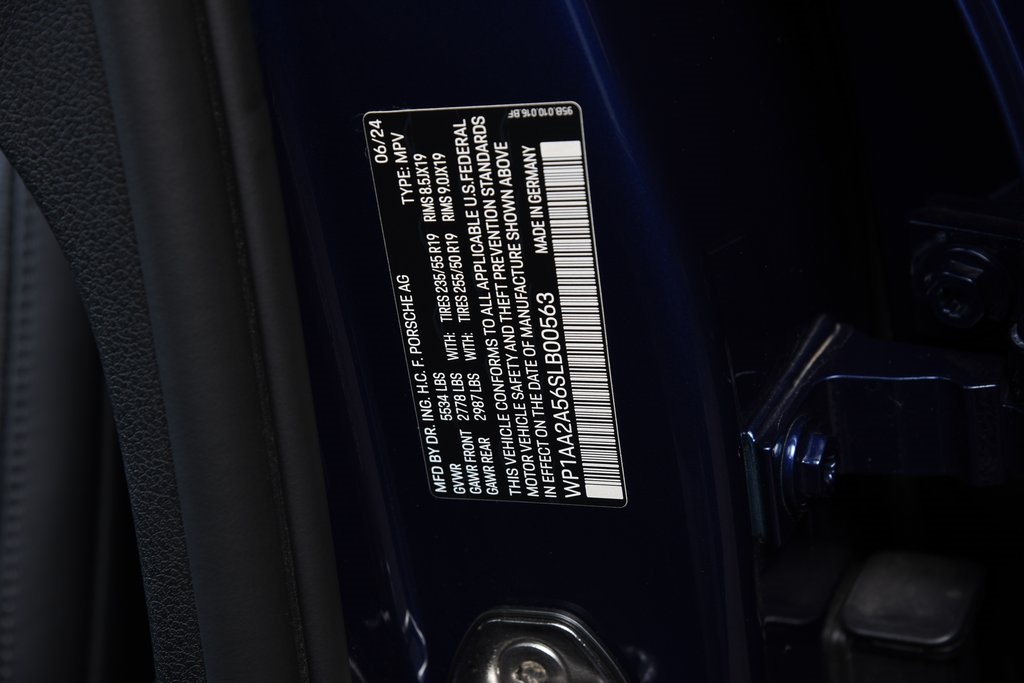 95B.010.016.BF
MFD BY DR. ING. H.C. F. PORSCHE AG 06/24
GVWR 5534 LBS TYPE: MPV
GAWR FRONT 2778 LBS WITH: TIRES 235/55 R19 RIMS 8.5JX19
GAWR REAR 2987 LBS WITH: TIRES 255/50 R19 RIMS 9.0JX19
THIS VEHICLE CONFORMS TO ALL APPLICABLE U.S. FEDERAL
MOTOR VEHICLE SAFETY AND THEFT PREVENTION STANDARDS
IN EFFECT ON THE DATE OF MANUFACTURE SHOWN ABOVE
WP1AA2A56SLB00563 MADE IN GERMANY